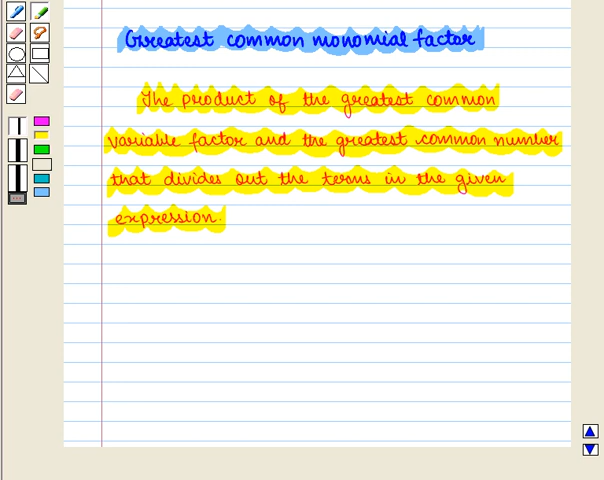 Greatest common monomial factor
The product of the greatest common
variable factor and the greatest common number
that divides out the terms in the given
expression.